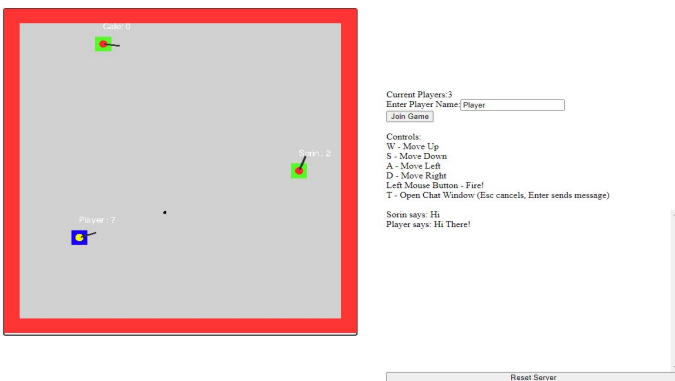 Gale: 0
Sorin: 2
Player: 7
Current Players:3
Enter Player Name: Player
Join Game
Controls:
W - Move Up
S - Move Down
A - Move Left
D - Move Right
Left Mouse Button - Fire!
T - Open Chat Window (Esc cancels, Enter sends message)
Sorin says: Hi
Player says: Hi There!
Reset Server